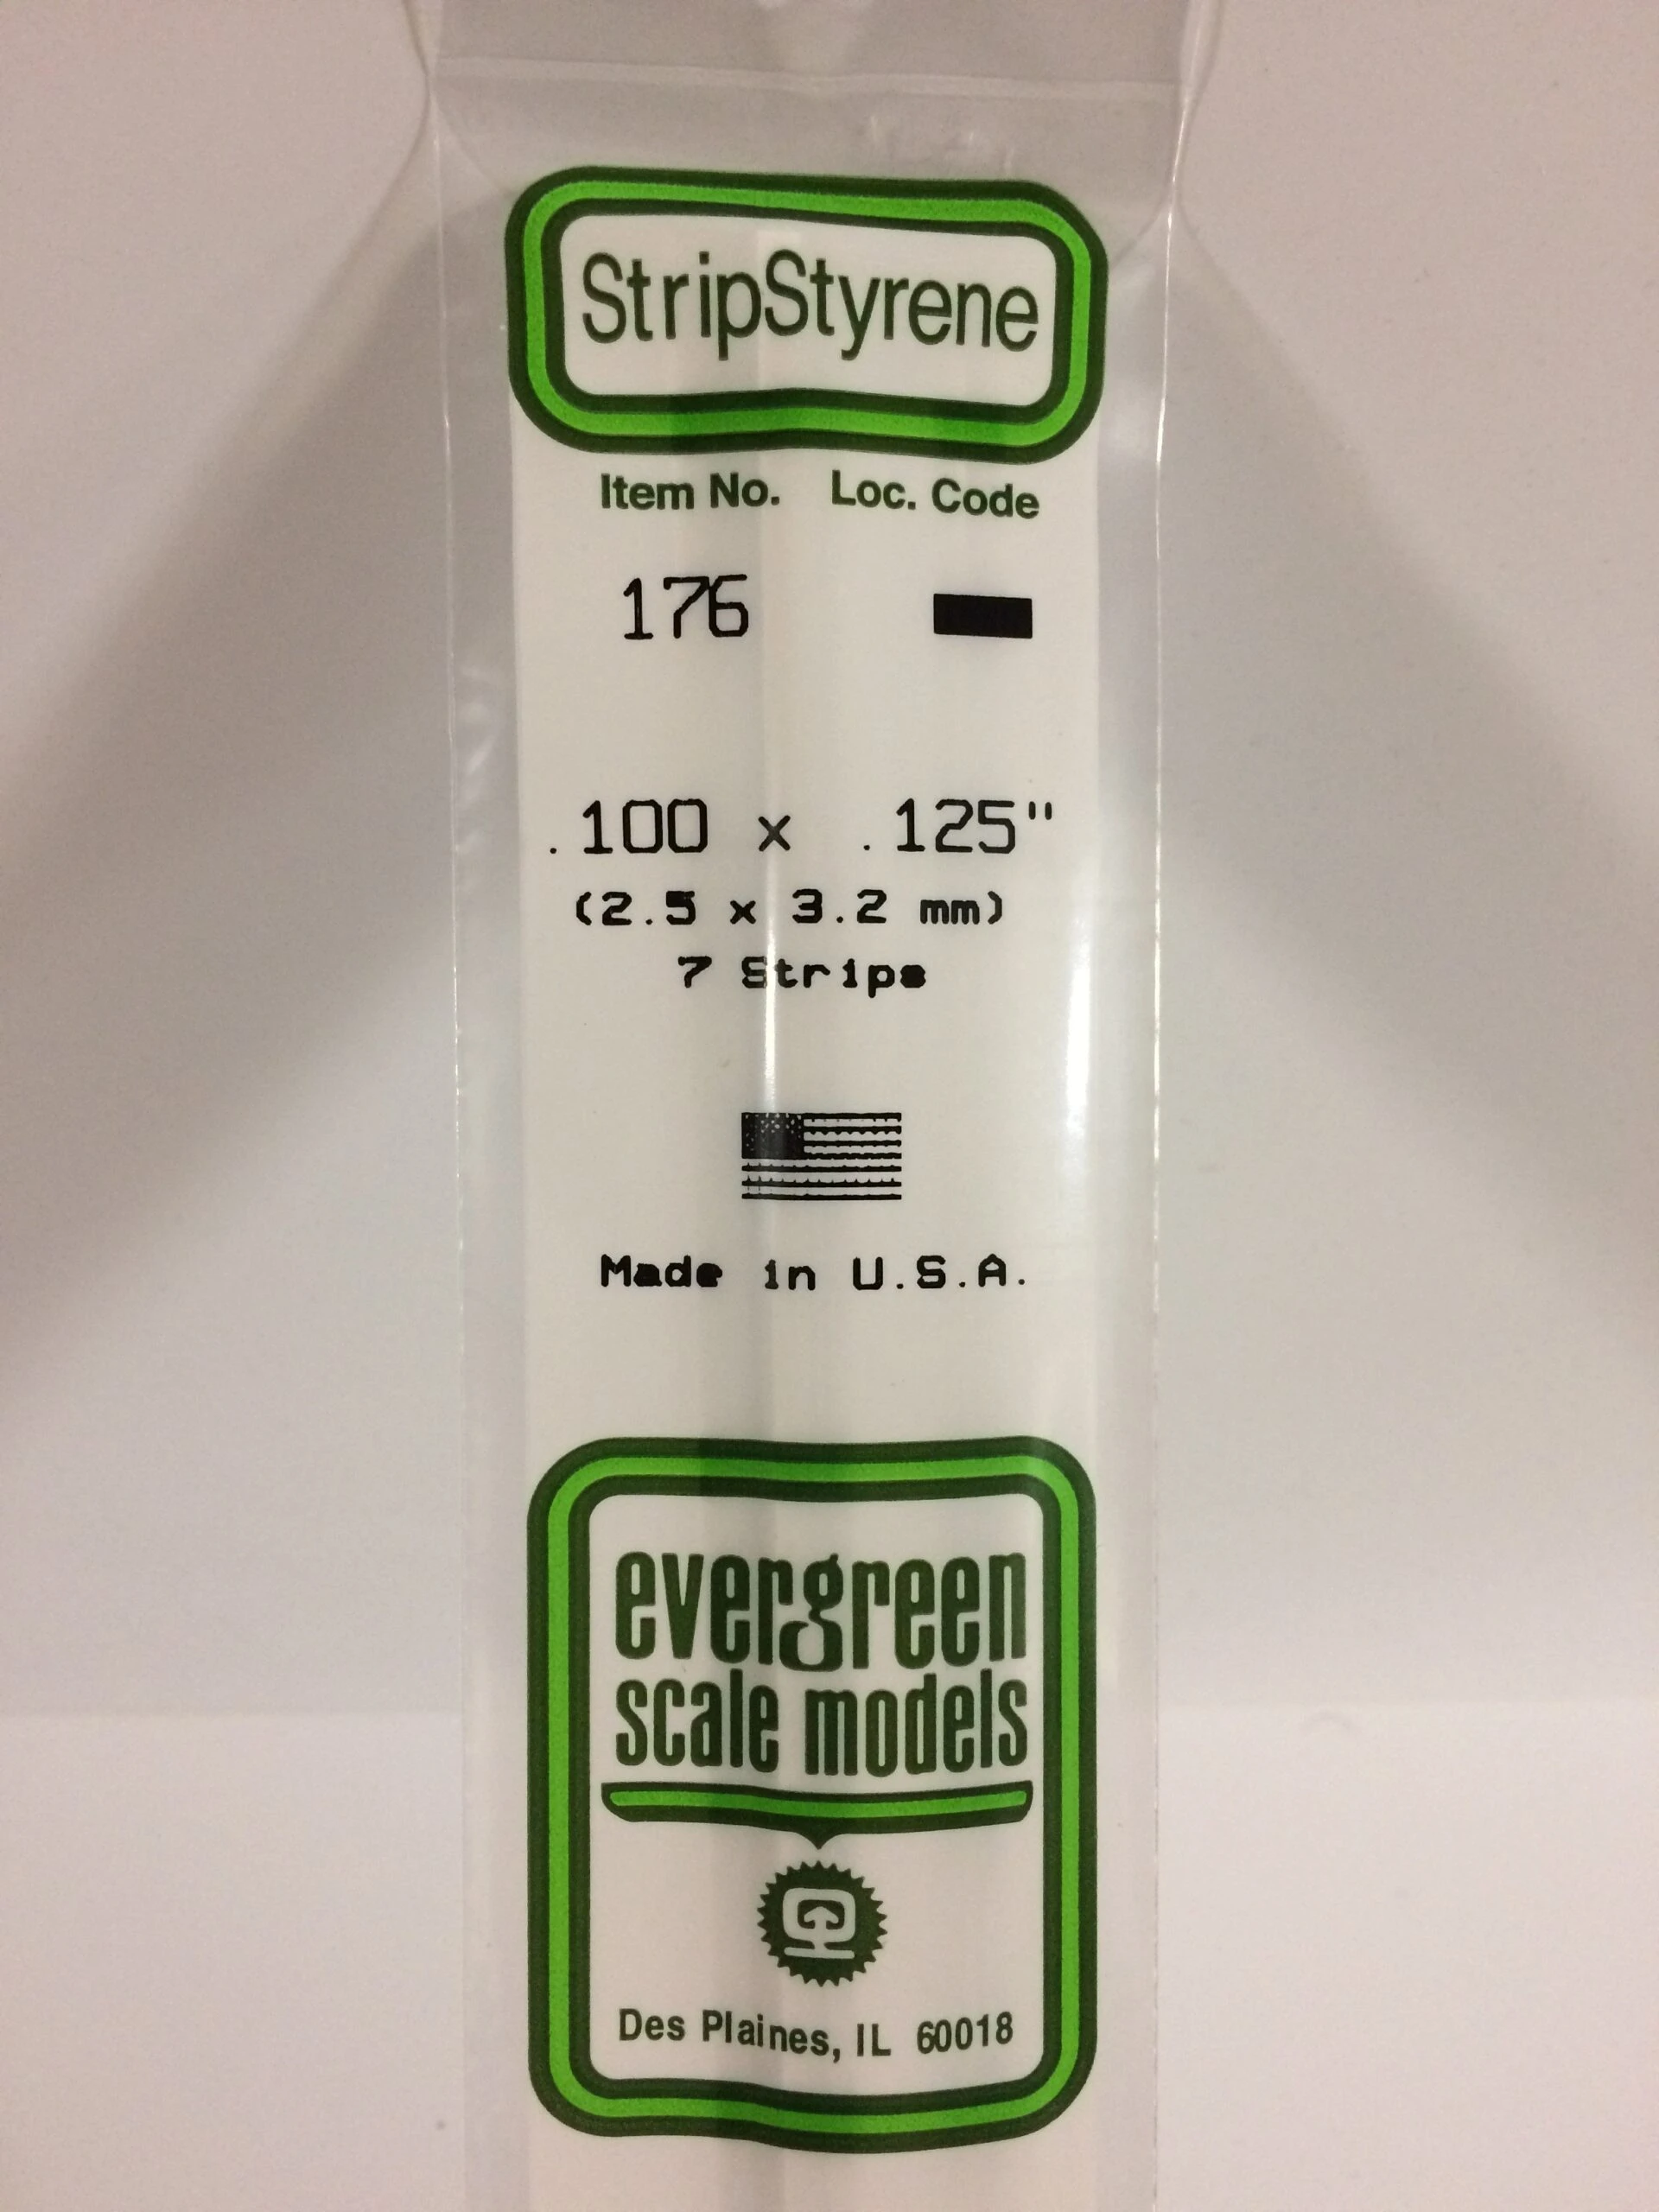 StripStyrene
Item No. Loc. Code
176
.100 x .125"
(2.5 x 3.2 mm)
7 Strips
Made in U.S.A.
evergreen
scale models
Des Plaines, IL 60018